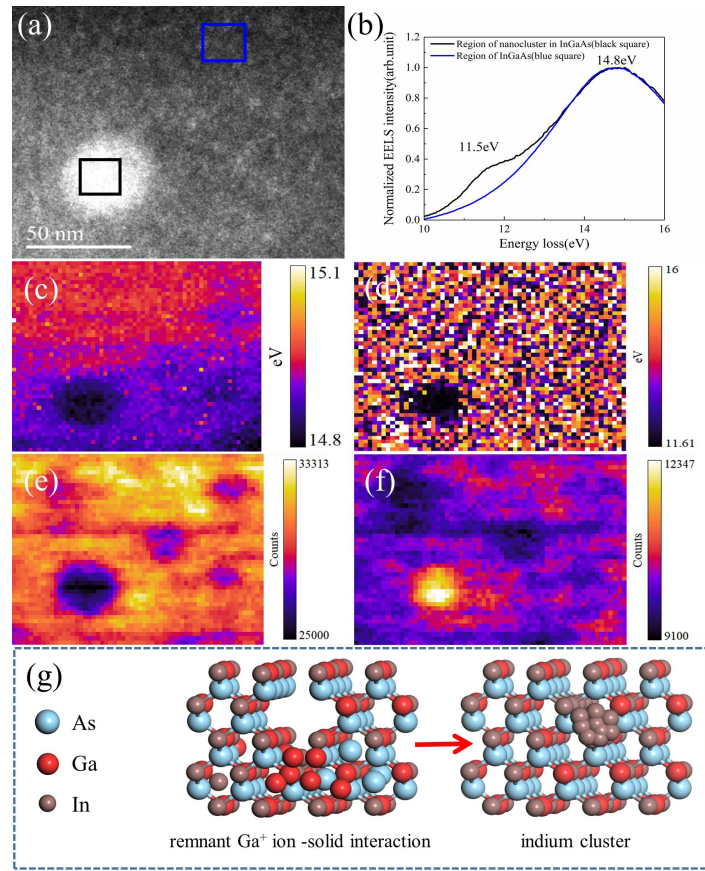 (a)
50 nm
(b)
Normalized EELS intensity(arb.unit)
1.2
1.0
0.8
0.6
0.4
0.2
0.0
Region of nanocluster in InGaAs(black square)
Region of InGaAs(blue square)
14.8eV
11.5eV
10
12
14
16
Energy loss(eV)
(c)
15.1
eV
14.8
(d)
16
eV
11.61
(e)
33313
Counts
25000
(f)
12347
Counts
9100
(g)
As
Ga
In
remnant Ga⁺ ion -solid interaction
indium cluster